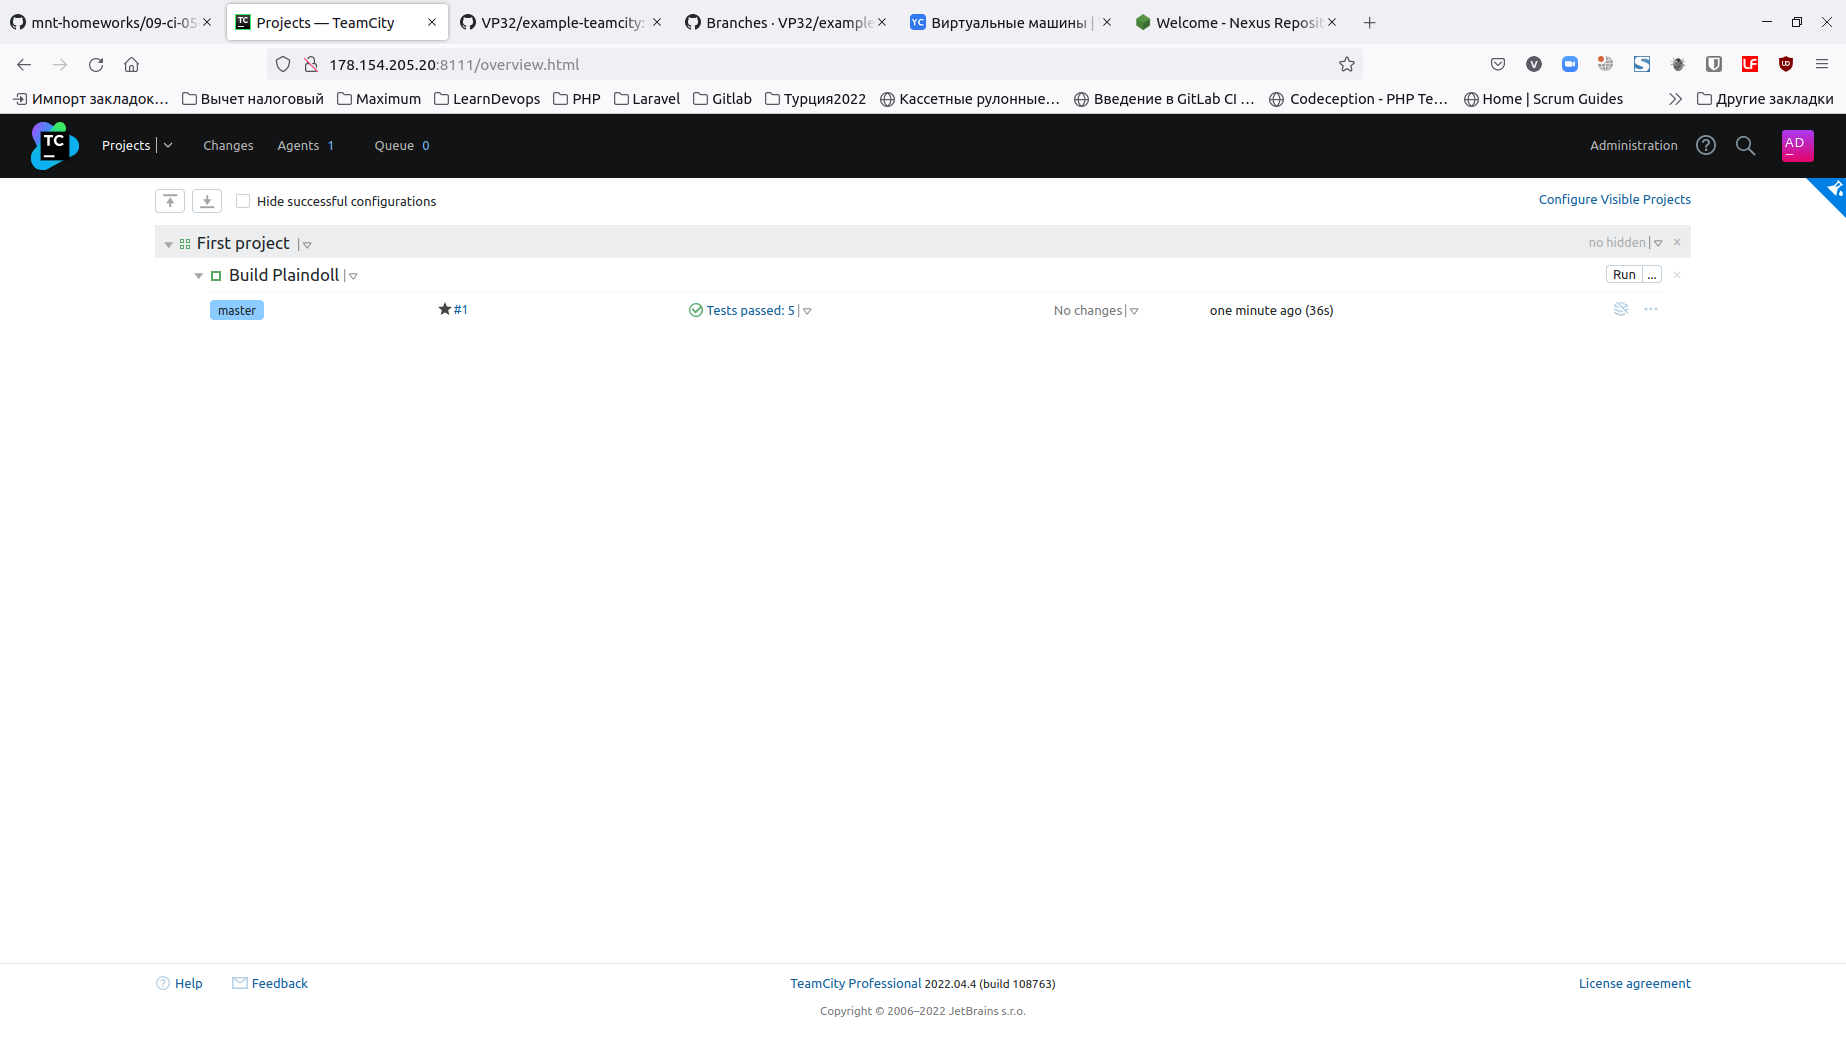 mnt-homeworks/09-ci-05
Projects — TeamCity
VP32/example-teamcity:
Branches · VP32/example
Виртуальные машины |
Welcome - Nexus Reposit
178.154.205.20:8111/overview.html
Импорт закладок…
Вычет налоговый
Maximum
LearnDevops
PHP
Laravel
Gitlab
Турция2022
Кассетные рулонные…
Введение в GitLab CI …
Codeception - PHP Te…
Home | Scrum Guides
Другие закладки
TC
Projects
Changes
Agents 1
Queue 0
Administration
AD
Hide successful configurations
Configure Visible Projects
First project
no hidden
Build Plaindoll
Run ...
master
#1
Tests passed: 5
No changes
one minute ago (36s)
Help
Feedback
TeamCity Professional 2022.04.4 (build 108763)
License agreement
Copyright © 2006–2022 JetBrains s.r.o.